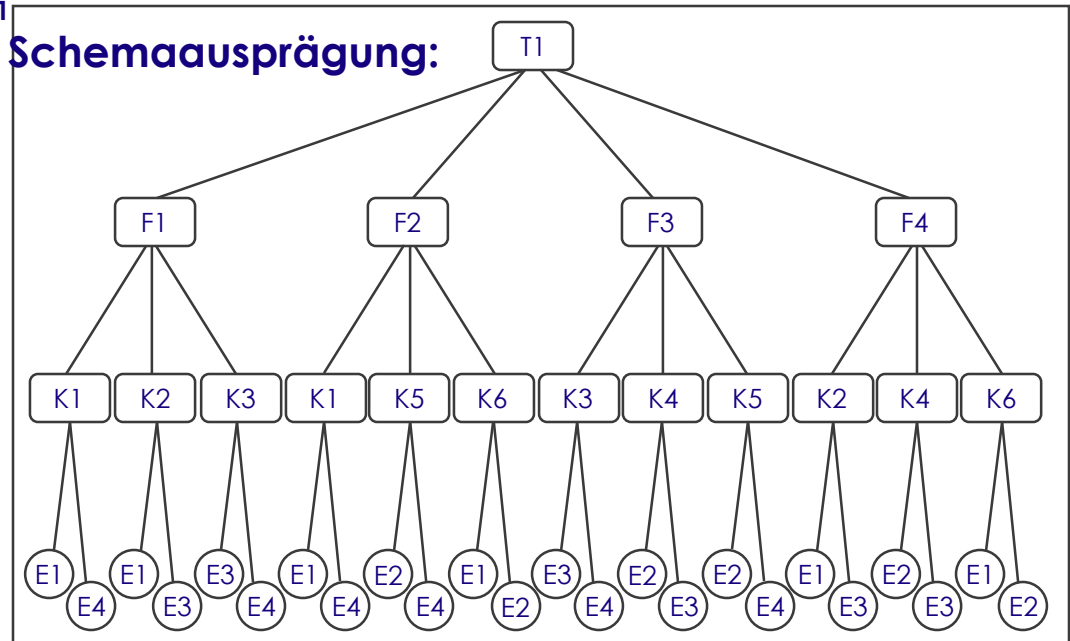 1
Schemaausprägung:
T1
F1 F2 F3 F4
K1 K2 K3 K1 K5 K6 K3 K4 K5 K2 K4 K6
E1 E4 E1 E3 E3 E4 E1 E4 E2 E4 E1 E2 E3 E4 E2 E3 E2 E4 E1 E3 E2 E3 E1 E2